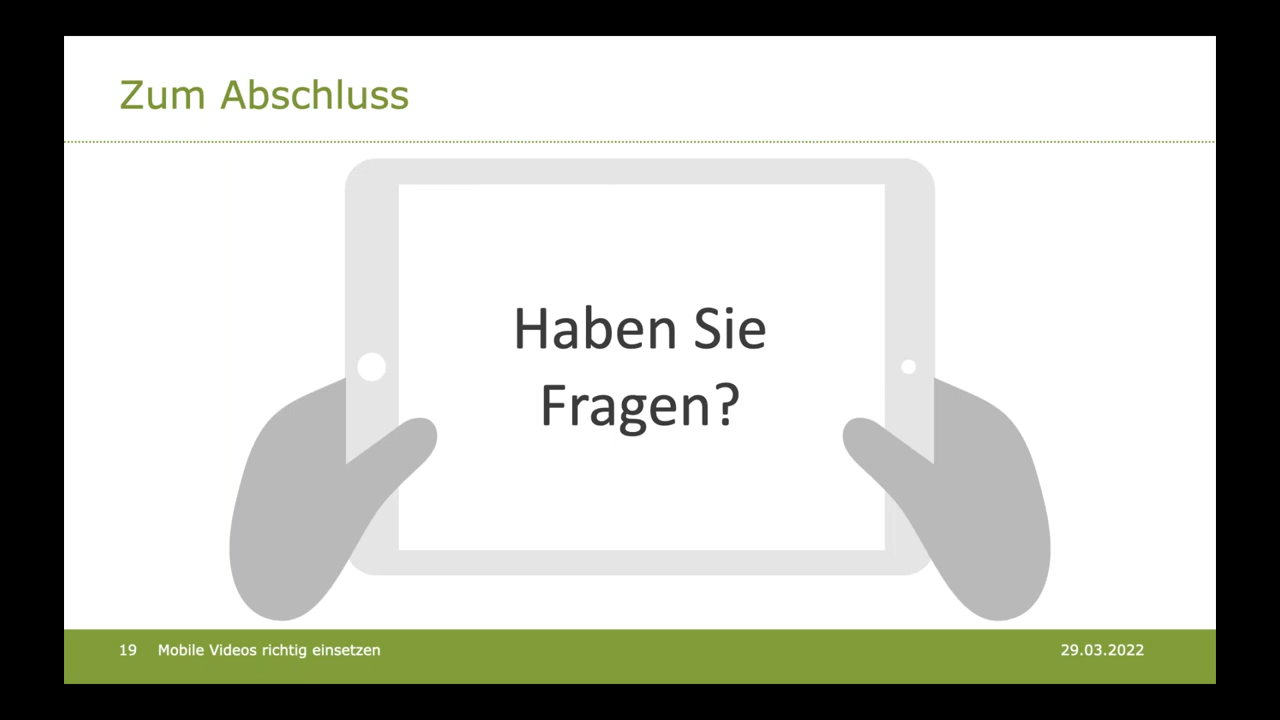 Zum Abschluss
Haben Sie
Fragen?
19 Mobile Videos richtig einsetzen 29.03.2022